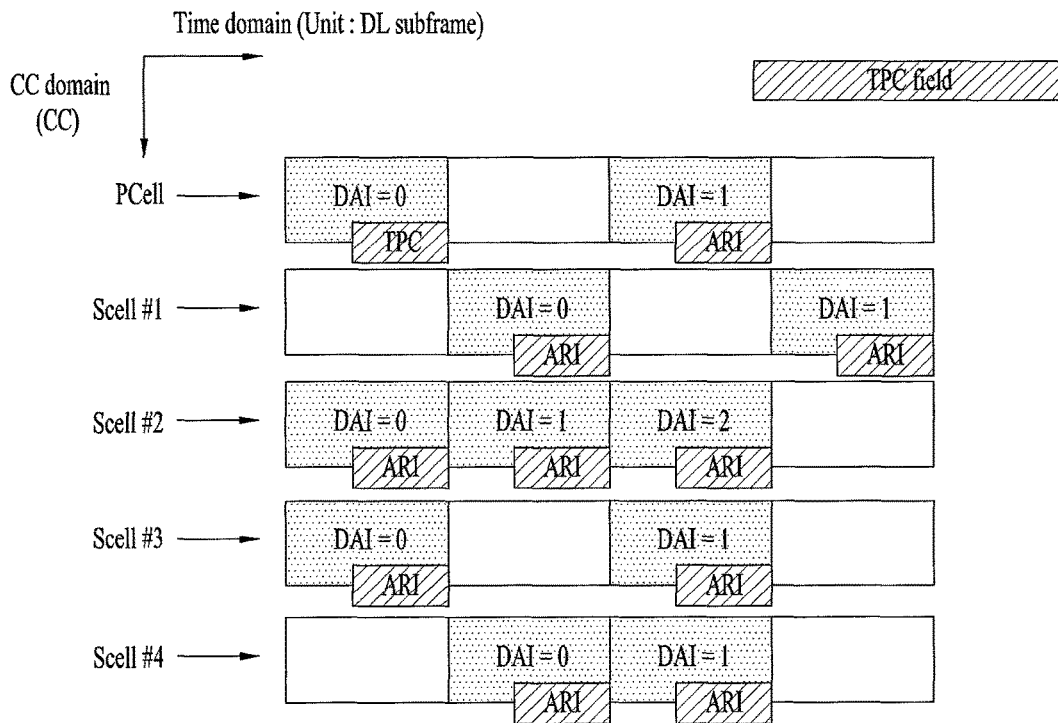 Time domain (Unit : DL subframe)
CC domain
(CC)
TPC field
PCell
DAI = 0
DAI = 1
TPC
ARI
Scell #1
DAI = 0
DAI = 1
ARI
ARI
Scell #2
DAI = 0
DAI = 1
DAI = 2
ARI
ARI
ARI
Scell #3
DAI = 0
DAI = 1
ARI
ARI
Scell #4
DAI = 0
DAI = 1
ARI
ARI